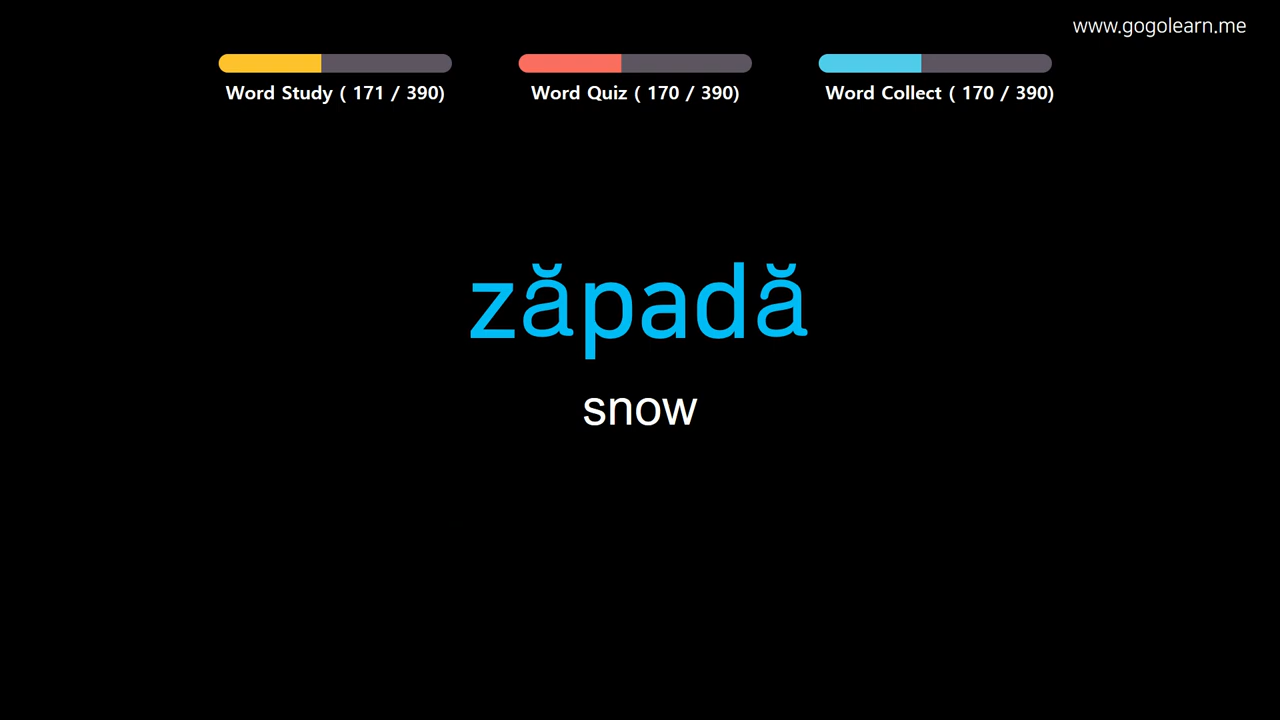 www.gogolearn.me
Word Study ( 171 / 390)
Word Quiz ( 170 / 390)
Word Collect ( 170 / 390)
zăpadă
snow